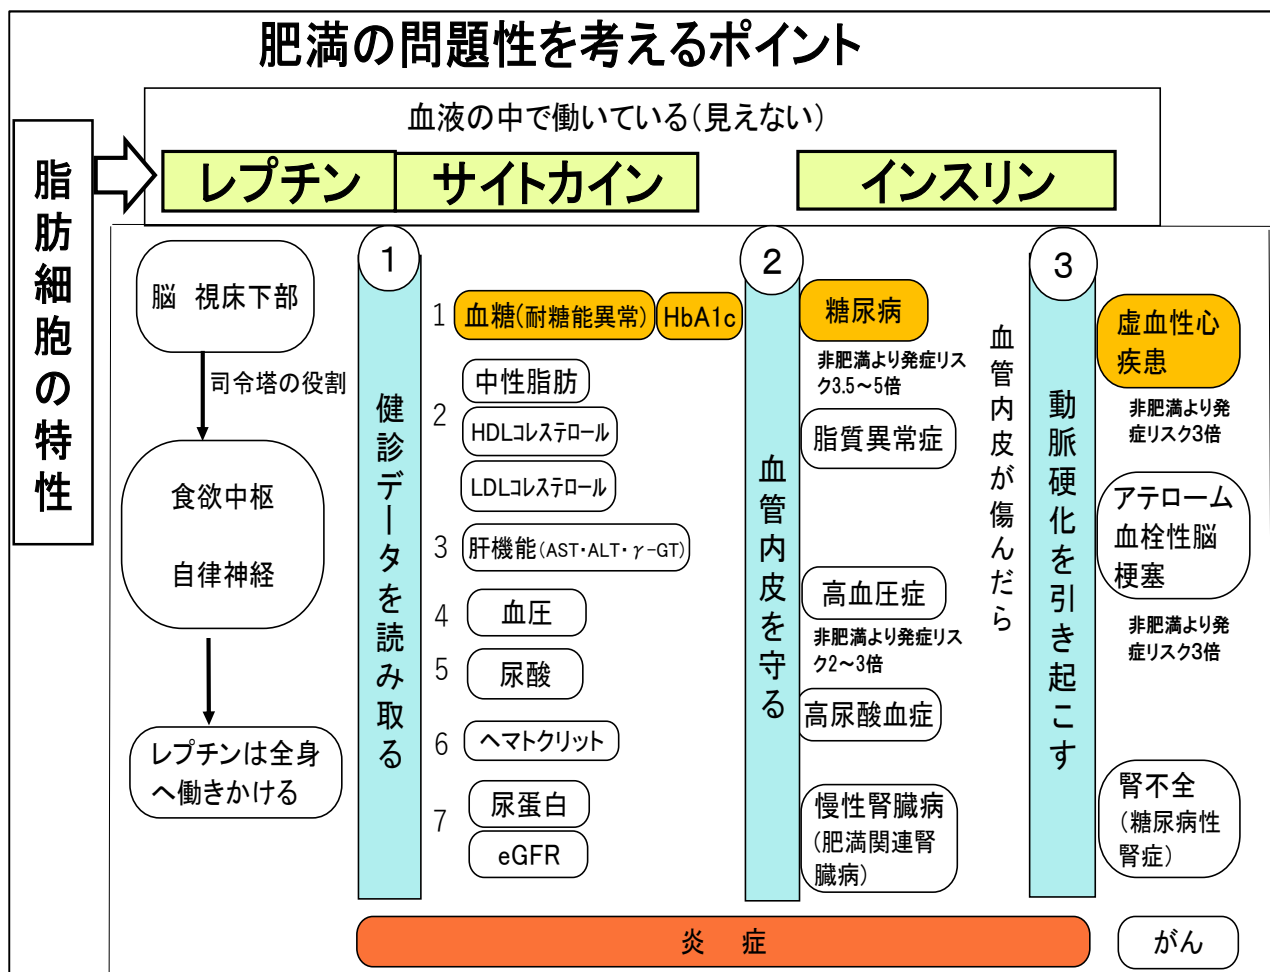 肥満の問題性を考えるポイント
血液の中で働いている(見えない)
脂肪細胞の特性
レプチン
サイトカイン
インスリン
脳 視床下部
司令塔の役割
食欲中枢
自律神経
レプチンは全身
へ働きかける
1
健診データを読み取る
1
血糖(耐糖能異常)
HbA1c
2
中性脂肪
HDLコレステロール
LDLコレステロール
3
肝機能(AST・ALT・γ-GT)
4
血圧
5
尿酸
6
ヘマトクリット
7
尿蛋白
eGFR
2
血管内皮を守る
糖尿病
非肥満より発症リス
ク3.5~5倍
脂質異常症
高血圧症
非肥満より発症リス
ク2~3倍
高尿酸血症
慢性腎臓病
(肥満関連腎
臓病)
血管内皮が傷んだら
3
動脈硬化を引き起こす
虚血性心
疾患
非肥満より発
症リスク3倍
アテローム
血栓性脳
梗塞
非肥満より発
症リスク3倍
腎不全
(糖尿病性
腎症)
炎 症
がん